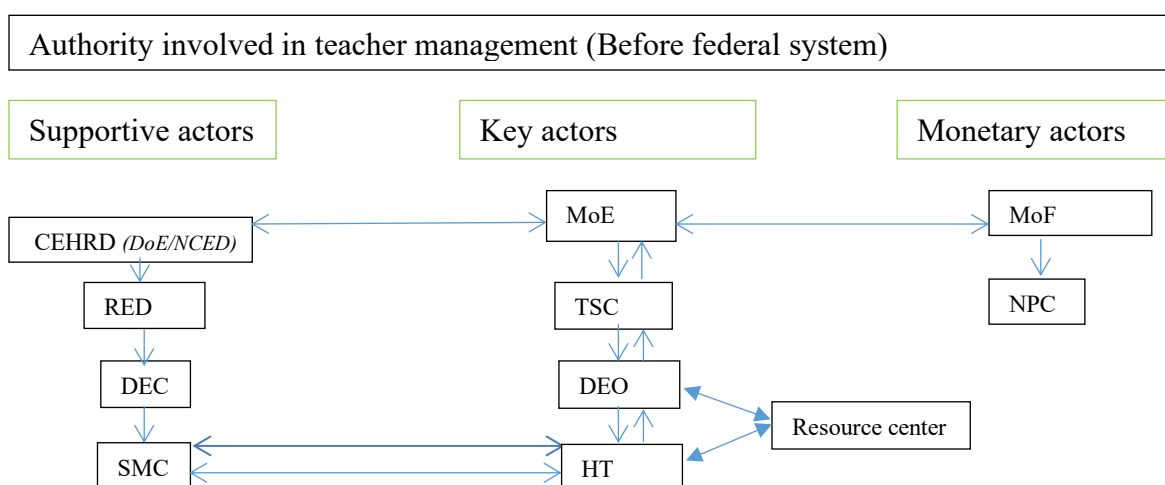 Authority involved in teacher management (Before federal system)
Supportive actors
Key actors
Monetary actors
MoE
MoF
CEHRD (DoE/NCED)
RED
TSC
NPC
DEC
DEO
Resource center
SMC
HT